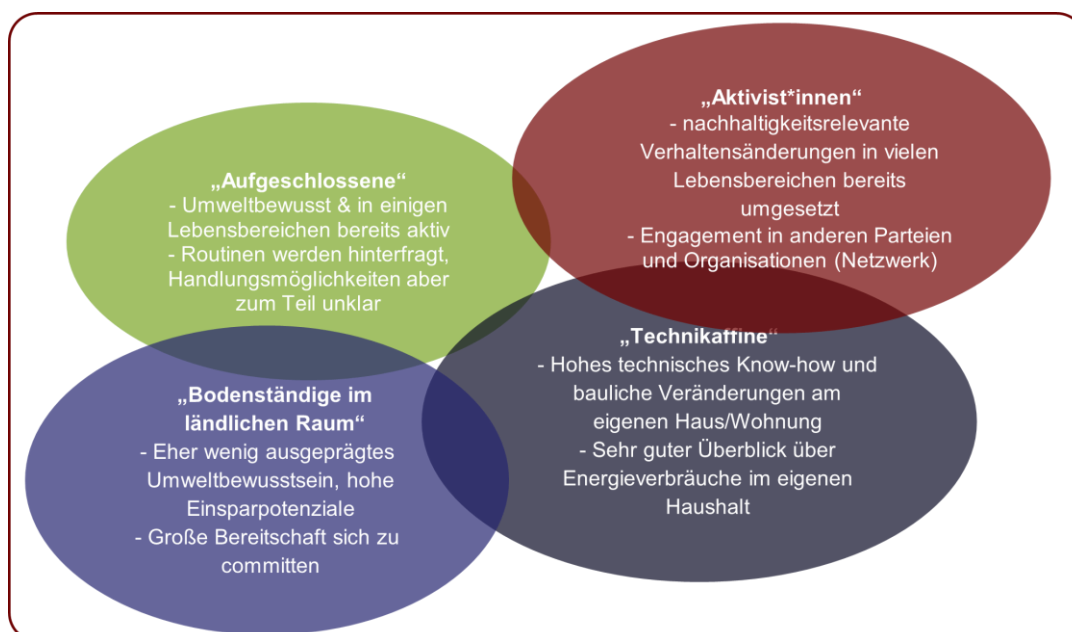 „Aufgeschlossene“
- Umweltbewusst & in einigen
Lebensbereichen bereits aktiv
- Routinen werden hinterfragt,
Handlungsmöglichkeiten aber
zum Teil unklar
„Aktivist*innen“
- nachhaltigkeitsrelevante
Verhaltensänderungen in vielen
Lebensbereichen bereits
umgesetzt
- Engagement in anderen Parteien
und Organisationen (Netzwerk)
„Bodenständige im
ländlichen Raum“
- Eher wenig ausgeprägtes
Umweltbewusstsein, hohe
Einsparpotenziale
- Große Bereitschaft sich zu
committen
„Technikaffine“
- Hohes technisches Know-how und
bauliche Veränderungen am
eigenen Haus/Wohnung
- Sehr guter Überblick über
Energieverbräuche im eigenen
Haushalt